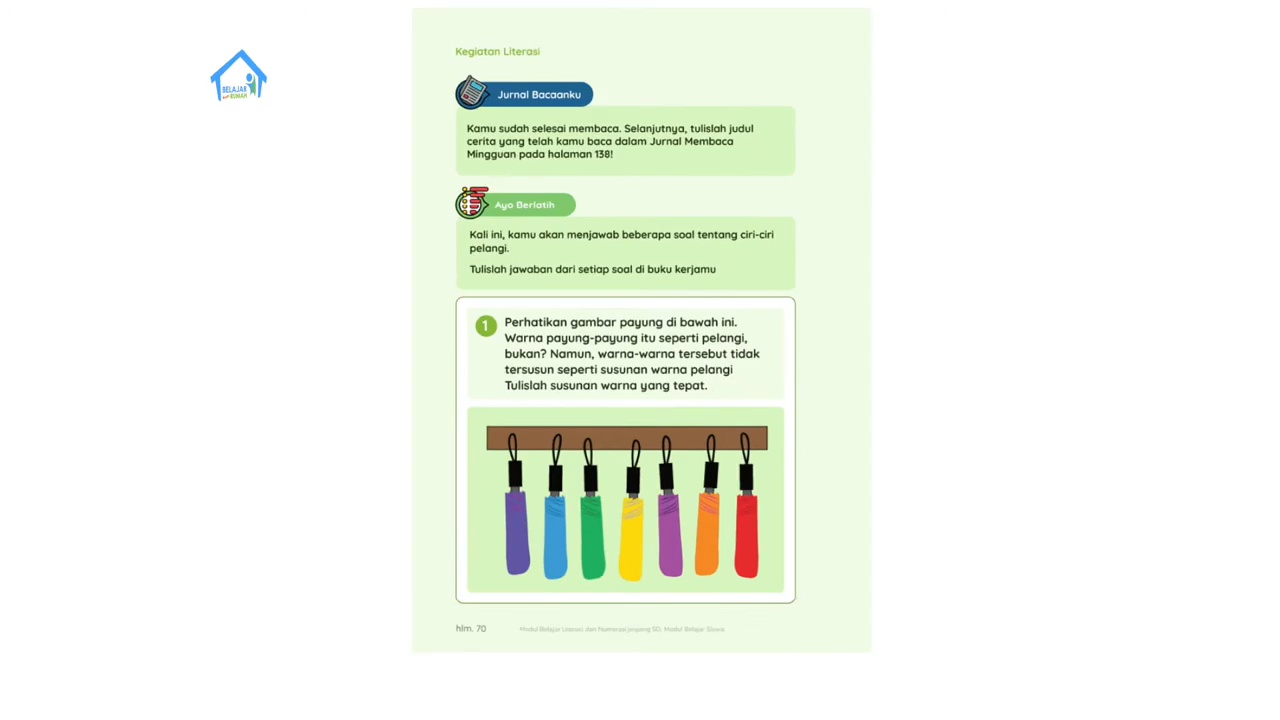 Kegiatan Literasi
BELAJAR
RUMAH
Jurnal Bacaanku
Kamu sudah selesai membaca. Selanjutnya, tulislah judul
cerita yang telah kamu baca dalam Jurnal Membaca
Mingguan pada halaman 138!
Ayo Berlatih
Kali ini, kamu akan menjawab beberapa soal tentang ciri-ciri
pelangi.
Tulislah jawaban dari setiap soal di buku kerjamu
1
Perhatikan gambar payung di bawah ini.
Warna payung-payung itu seperti pelangi,
bukan? Namun, warna-warna tersebut tidak
tersusun seperti susunan warna pelangi
Tulislah susunan warna yang tepat.
hlm. 70
Modul Belajar Literasi dan Numerasi Jenjang SD, Modul Belajar Siswa